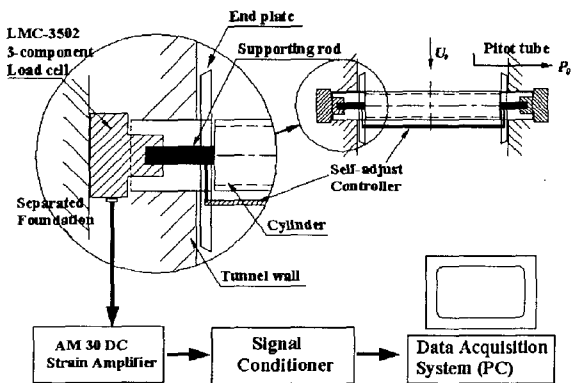 LMC-3502
3-component
Load cell
End plate
Supporting rod
U₀
Pitot tube
P₀
Self-adjust
Controller
Separated
Foundation
Cylinder
Tunnel wall
AM 30 DC
Strain Amplifier
Signal
Conditioner
Data Acquisition
System (PC)